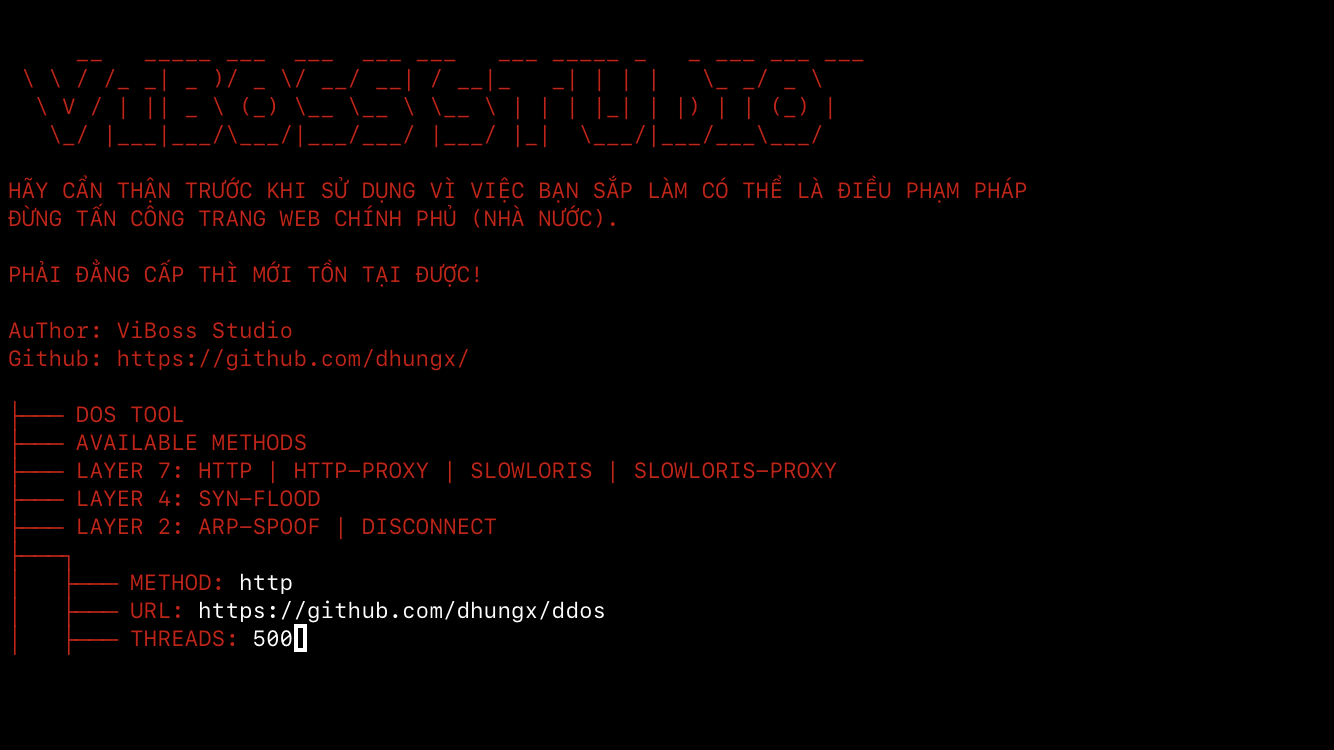 VIBOSS STUDIO
HÃY CẨN THẬN TRƯỚC KHI SỬ DỤNG VÌ VIỆC BẠN SẮP LÀM CÓ THỂ LÀ ĐIỀU PHẠM PHÁP
ĐỪNG TẤN CÔNG TRANG WEB CHÍNH PHỦ (NHÀ NƯỚC).
PHẢI ĐẲNG CẤP THÌ MỚI TỒN TẠI ĐƯỢC!
AuThor: ViBoss Studio
Github: https://github.com/dhungx/
DOS TOOL
AVAILABLE METHODS
LAYER 7: HTTP | HTTP-PROXY | SLOWLORIS | SLOWLORIS-PROXY
LAYER 4: SYN-FLOOD
LAYER 2: ARP-SPOOF | DISCONNECT
METHOD: http
URL: https://github.com/dhungx/ddos
THREADS: 500